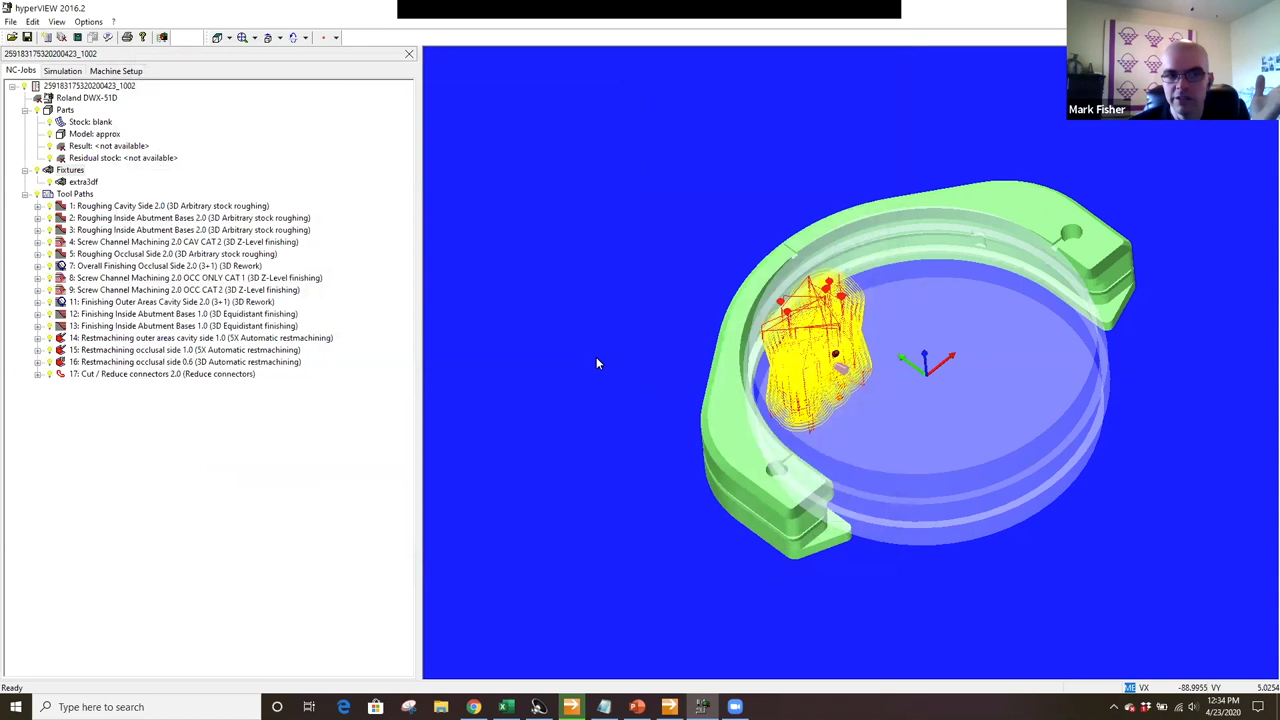 hyperVIEW 2016.2
File Edit View Options ?
259183175320200423_1002
NC-Jobs Simulation Machine Setup
259183175320200423_1002
Roland DWX-51D
Parts
Stock: blank
Model: approx
Result: <not available>
Residual stock: <not available>
Fixtures
extra3df
Tool Paths
1: Roughing Cavity Side 2.0 (3D Arbitrary stock roughing)
2: Roughing Inside Abutment Bases 2.0 (3D Arbitrary stock roughing)
3: Roughing Inside Abutment Bases 2.0 (3D Arbitrary stock roughing)
4: Screw Channel Machining 2.0 CAV CAT 2 (3D Z-Level finishing)
5: Roughing Occlusal Side 2.0 (3D Arbitrary stock roughing)
7: Overall Finishing Occlusal Side 2.0 (3+1) (3D Rework)
8: Screw Channel Machining 2.0 OCC ONLY CAT 1 (3D Z-Level finishing)
9: Screw Channel Machining 2.0 OCC CAT 2 (3D Z-Level finishing)
11: Finishing Outer Areas Cavity Side 2.0 (3+1) (3D Rework)
12: Finishing Inside Abutment Bases 1.0 (3D Equidistant finishing)
13: Finishing Inside Abutment Bases 1.0 (3D Equidistant finishing)
14: Restmachining outer areas cavity side 1.0 (5X Automatic restmachining)
15: Restmachining occlusal side 1.0 (5X Automatic restmachining)
16: Restmachining occlusal side 0.6 (3D Automatic restmachining)
17: Cut / Reduce connectors 2.0 (Reduce connectors)
Mark Fisher
Ready
ME VX -88.9955 VY 5.0254
Type here to search
12:34 PM
4/23/2020